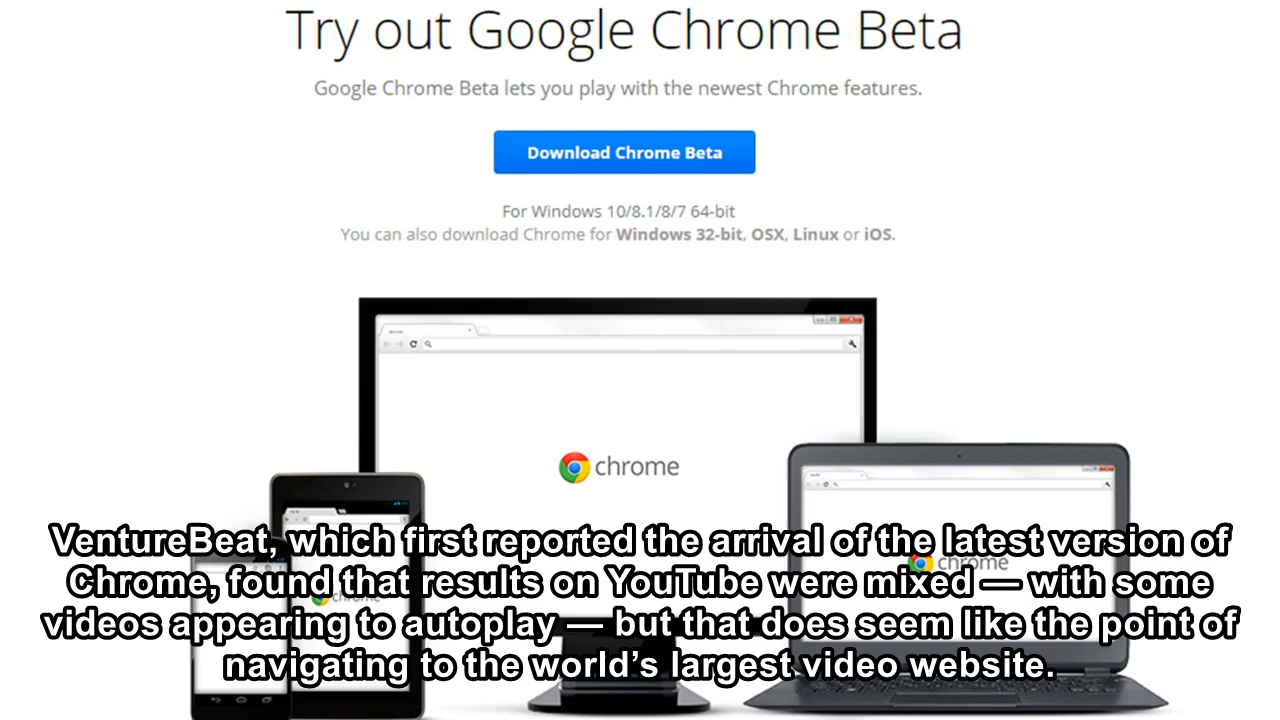 Try out Google Chrome Beta
Google Chrome Beta lets you play with the newest Chrome features.
Download Chrome Beta
For Windows 10/8.1/8/7 64-bit
You can also download Chrome for Windows 32-bit, OSX, Linux or iOS.
chrome
chrome
chrome
VentureBeat, which first reported the arrival of the latest version of
Chrome, found that results on YouTube were mixed — with some
videos appearing to autoplay — but that does seem like the point of
navigating to the world’s largest video website.